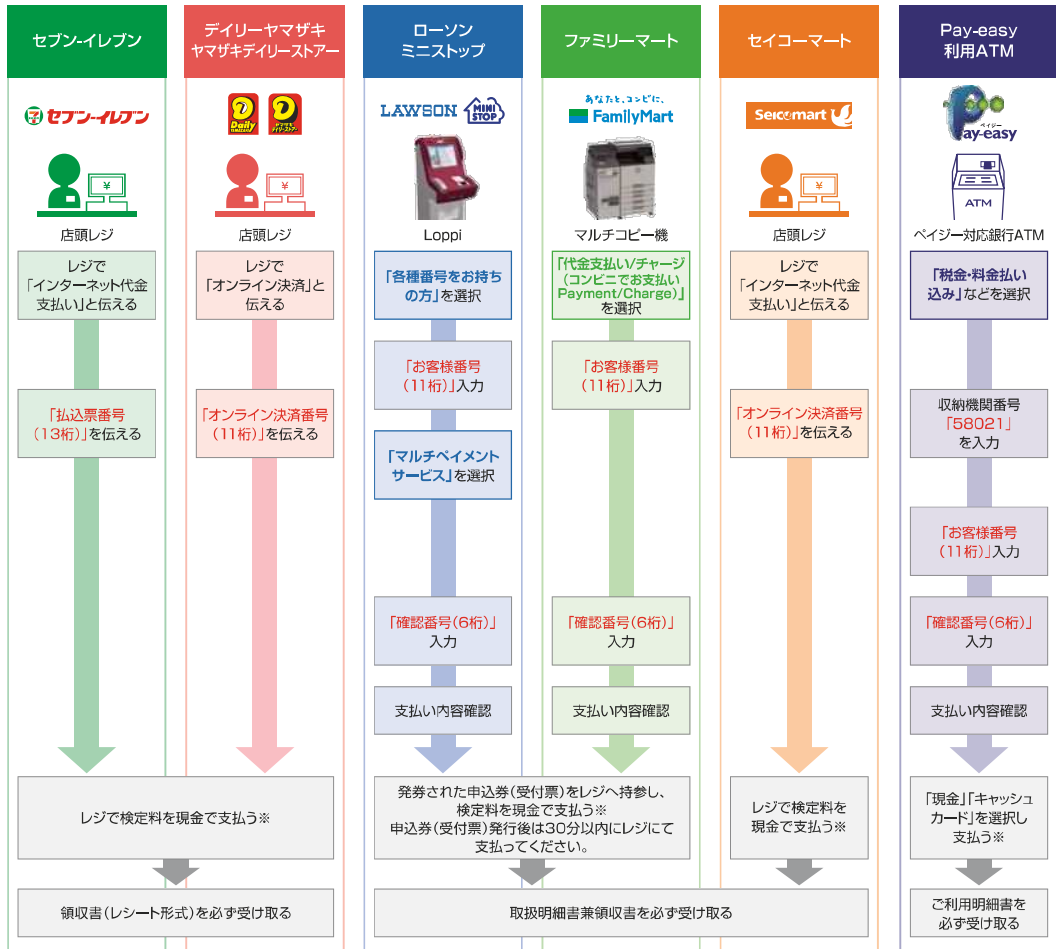 セブン-イレブン
デイリーヤマザキ
ヤマザキデイリーストアー
ローソン
ミニストップ
ファミリーマート
セイコーマート
Pay-easy
利用ATM
セブン-イレブン
Daily
YAMAZAKI
ヤマザキ
デイリーストアー
LAWSON
MINI
STOP
あなたと、コンビに、
FamilyMart
Seicomart
ペイジー
Pay-easy
¥
¥
¥
ATM
店頭レジ
店頭レジ
Loppi
マルチコピー機
店頭レジ
ペイジー対応銀行ATM
レジで
「インターネット代金
支払い」と伝える
レジで
「オンライン決済」と
伝える
「各種番号をお持ち
の方」を選択
「代金支払い/チャージ
(コンビニでお支払い
Payment/Charge)」
を選択
レジで
「インターネット代金
支払い」と伝える
「税金・料金払い
込み」などを選択
「お客様番号
(11桁)」入力
「お客様番号
(11桁)」入力
「払込票番号
(13桁)」を伝える
「オンライン決済番号
(11桁)」を伝える
「マルチペイメント
サービス」を選択
「オンライン決済番号
(11桁)」を伝える
収納機関番号
「58021」
を入力
「お客様番号
(11桁)」入力
「確認番号(6桁)」
入力
「確認番号(6桁)」
入力
「確認番号(6桁)」
入力
支払い内容確認
支払い内容確認
支払い内容確認
レジで検定料を現金で支払う※
発券された申込券(受付票)をレジへ持参し、
検定料を現金で支払う※
申込券(受付票)発行後は30分以内にレジにて
支払ってください。
レジで検定料を
現金で支払う※
「現金」「キャッシュ
カード」を選択し
支払う※
領収書(レシート形式)を必ず受け取る
取扱明細書兼領収書を必ず受け取る
ご利用明細書を
必ず受け取る